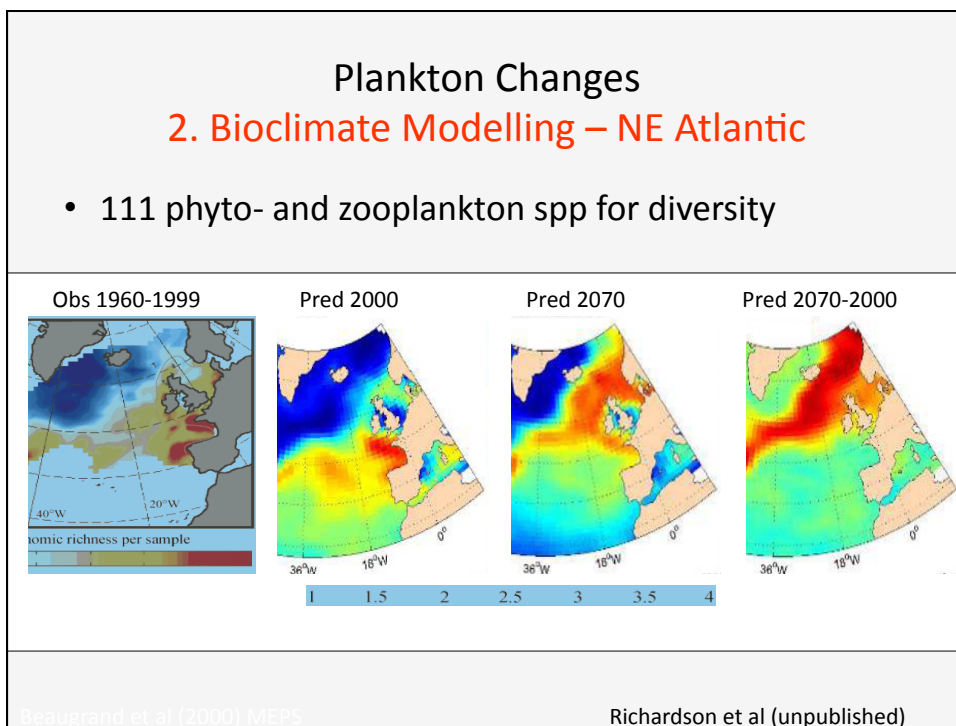 Plankton Changes
2. Bioclimate Modelling – NE Atlantic
• 111 phyto- and zooplankton spp for diversity
Obs 1960-1999 Pred 2000 Pred 2070 Pred 2070-2000
40°W 20°W
nomic richness per sample
36°W 18°W 0° 36°W 18°W 0° 36°W 18°W 0°
1 1.5 2 2.5 3 3.5 4
Beaugrand et al (2000) MEPS Richardson et al (unpublished)